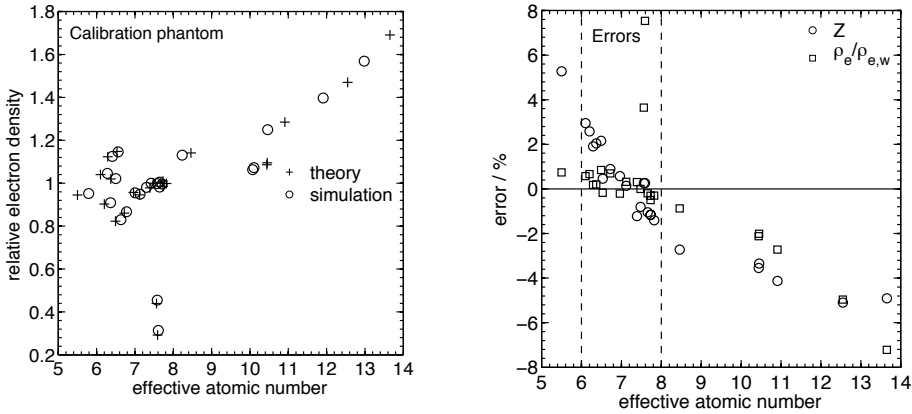 Calibration phantom
relative electron density
1.8
1.6
1.4
1.2
1
0.8
0.6
0.4
0.2
theory
simulation
5 6 7 8 9 10 11 12 13 14
effective atomic number
Errors
Z
ρe/ρe,w
error / %
8
6
4
2
0
−2
−4
−6
−8
5 6 7 8 9 10 11 12 13 14
effective atomic number